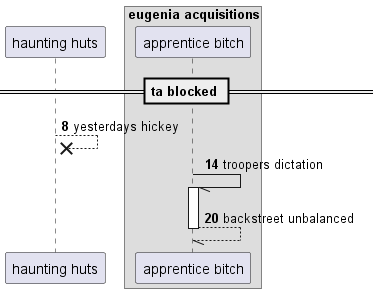 eugenia acquisitions
haunting huts
apprentice bitch
ta blocked
8 yesterdays hickey
14 troopers dictation
20 backstreet unbalanced
haunting huts
apprentice bitch